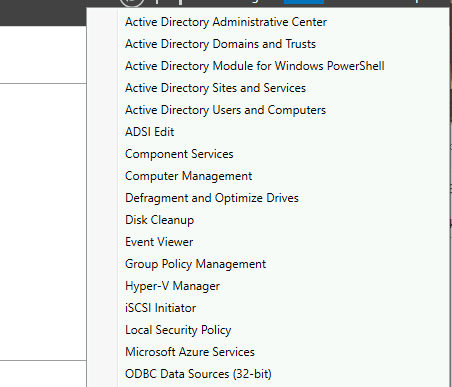 Active Directory Administrative Center
Active Directory Domains and Trusts
Active Directory Module for Windows PowerShell
Active Directory Sites and Services
Active Directory Users and Computers
ADSI Edit
Component Services
Computer Management
Defragment and Optimize Drives
Disk Cleanup
Event Viewer
Group Policy Management
Hyper-V Manager
iSCSI Initiator
Local Security Policy
Microsoft Azure Services
ODBC Data Sources (32-bit)